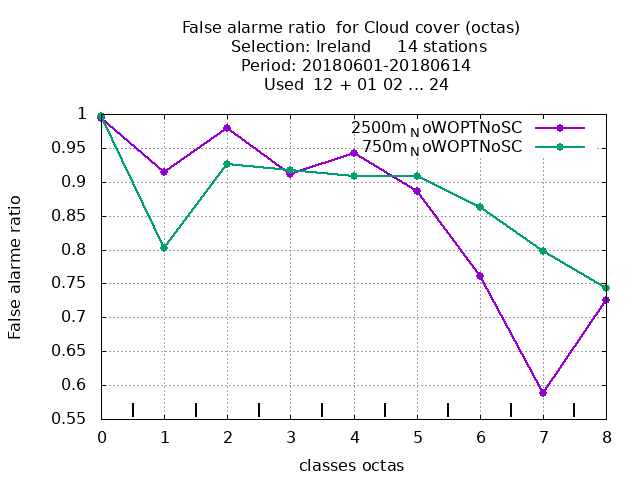 False alarme ratio  for Cloud cover (octas)
Selection: Ireland     14 stations
Period: 20180601-20180614
Used  12 + 01 02 ... 24
2500m_NoWOPTNoSC
750m_NoWOPTNoSC
1
0.95
0.9
0.85
0.8
0.75
0.7
0.65
0.6
0.55
False alarme ratio
0 1 2 3 4 5 6 7 8
classes octas